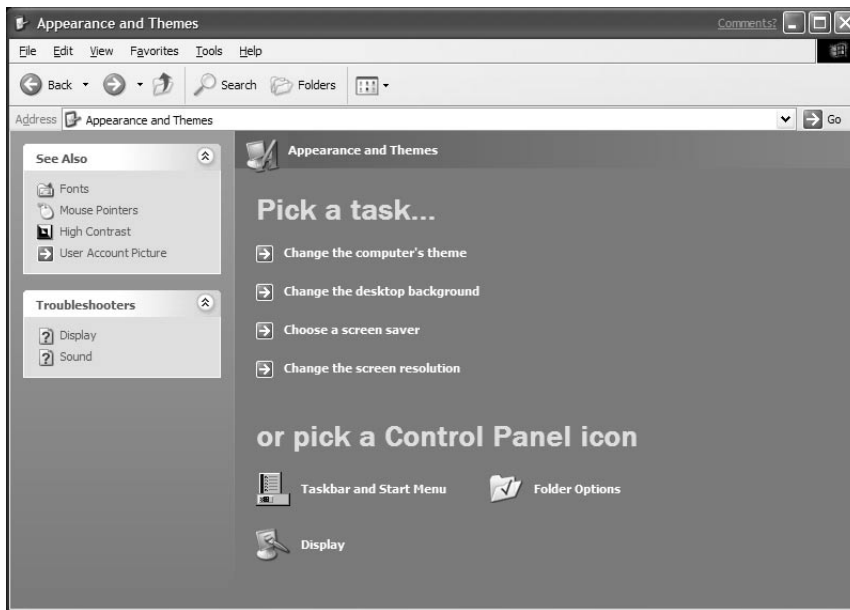 Appearance and Themes
Comments?
File Edit View Favorites Tools Help
Back Search Folders
Address Appearance and Themes Go
See Also
Fonts
Mouse Pointers
High Contrast
User Account Picture
Troubleshooters
Display
Sound
Appearance and Themes
Pick a task...
Change the computer's theme
Change the desktop background
Choose a screen saver
Change the screen resolution
or pick a Control Panel icon
Taskbar and Start Menu Folder Options
Display